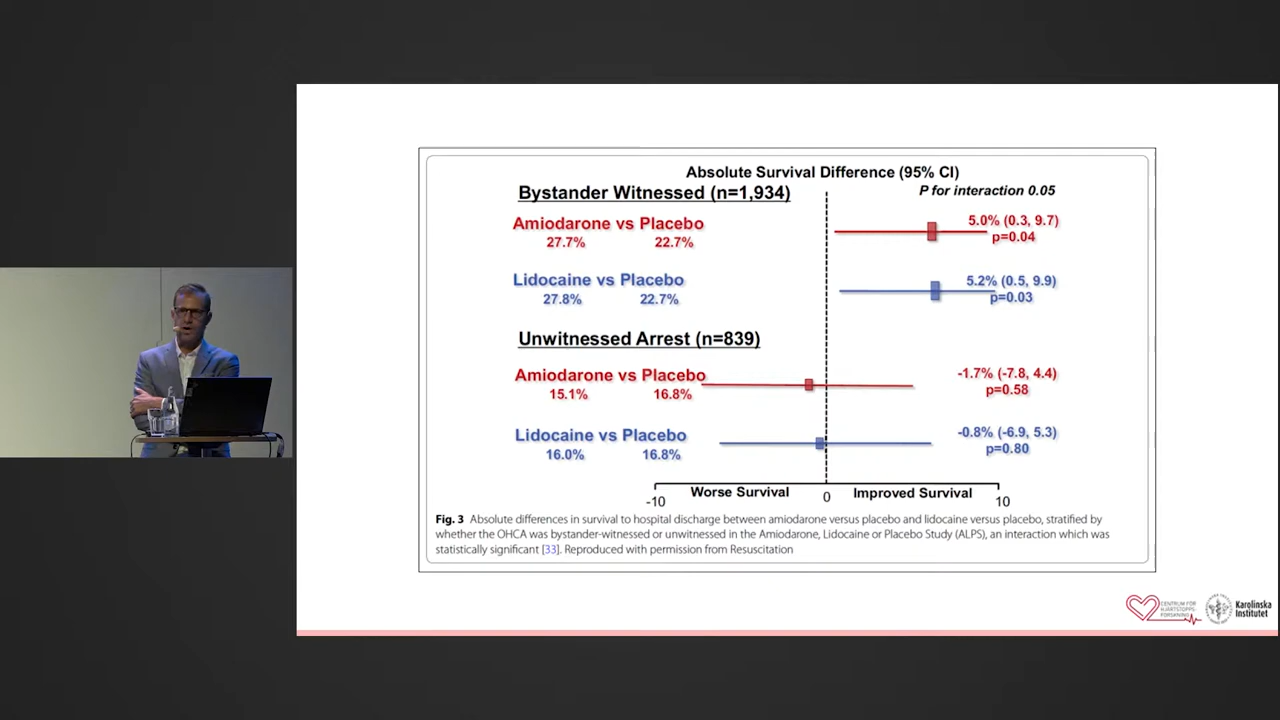 Absolute Survival Difference (95% CI)
Bystander Witnessed (n=1,934)
P for interaction 0.05
Amiodarone vs Placebo
27.7% 22.7%
5.0% (0.3, 9.7)
p=0.04
Lidocaine vs Placebo
27.8% 22.7%
5.2% (0.5, 9.9)
p=0.03
Unwitnessed Arrest (n=839)
Amiodarone vs Placebo
15.1% 16.8%
-1.7% (-7.8, 4.4)
p=0.58
Lidocaine vs Placebo
16.0% 16.8%
-0.8% (-6.9, 5.3)
p=0.80
Worse Survival Improved Survival
-10 0 10
Fig. 3 Absolute differences in survival to hospital discharge between amiodarone versus placebo and lidocaine versus placebo, stratified by
whether the OHCA was bystander-witnessed or unwitnessed in the Amiodarone, Lidocaine or Placebo Study (ALPS), an interaction which was
statistically significant [33]. Reproduced with permission from Resuscitation
CENTRUM FÖR
HJÄRTSTOPPS-
FORSKNING
Karolinska
Institutet